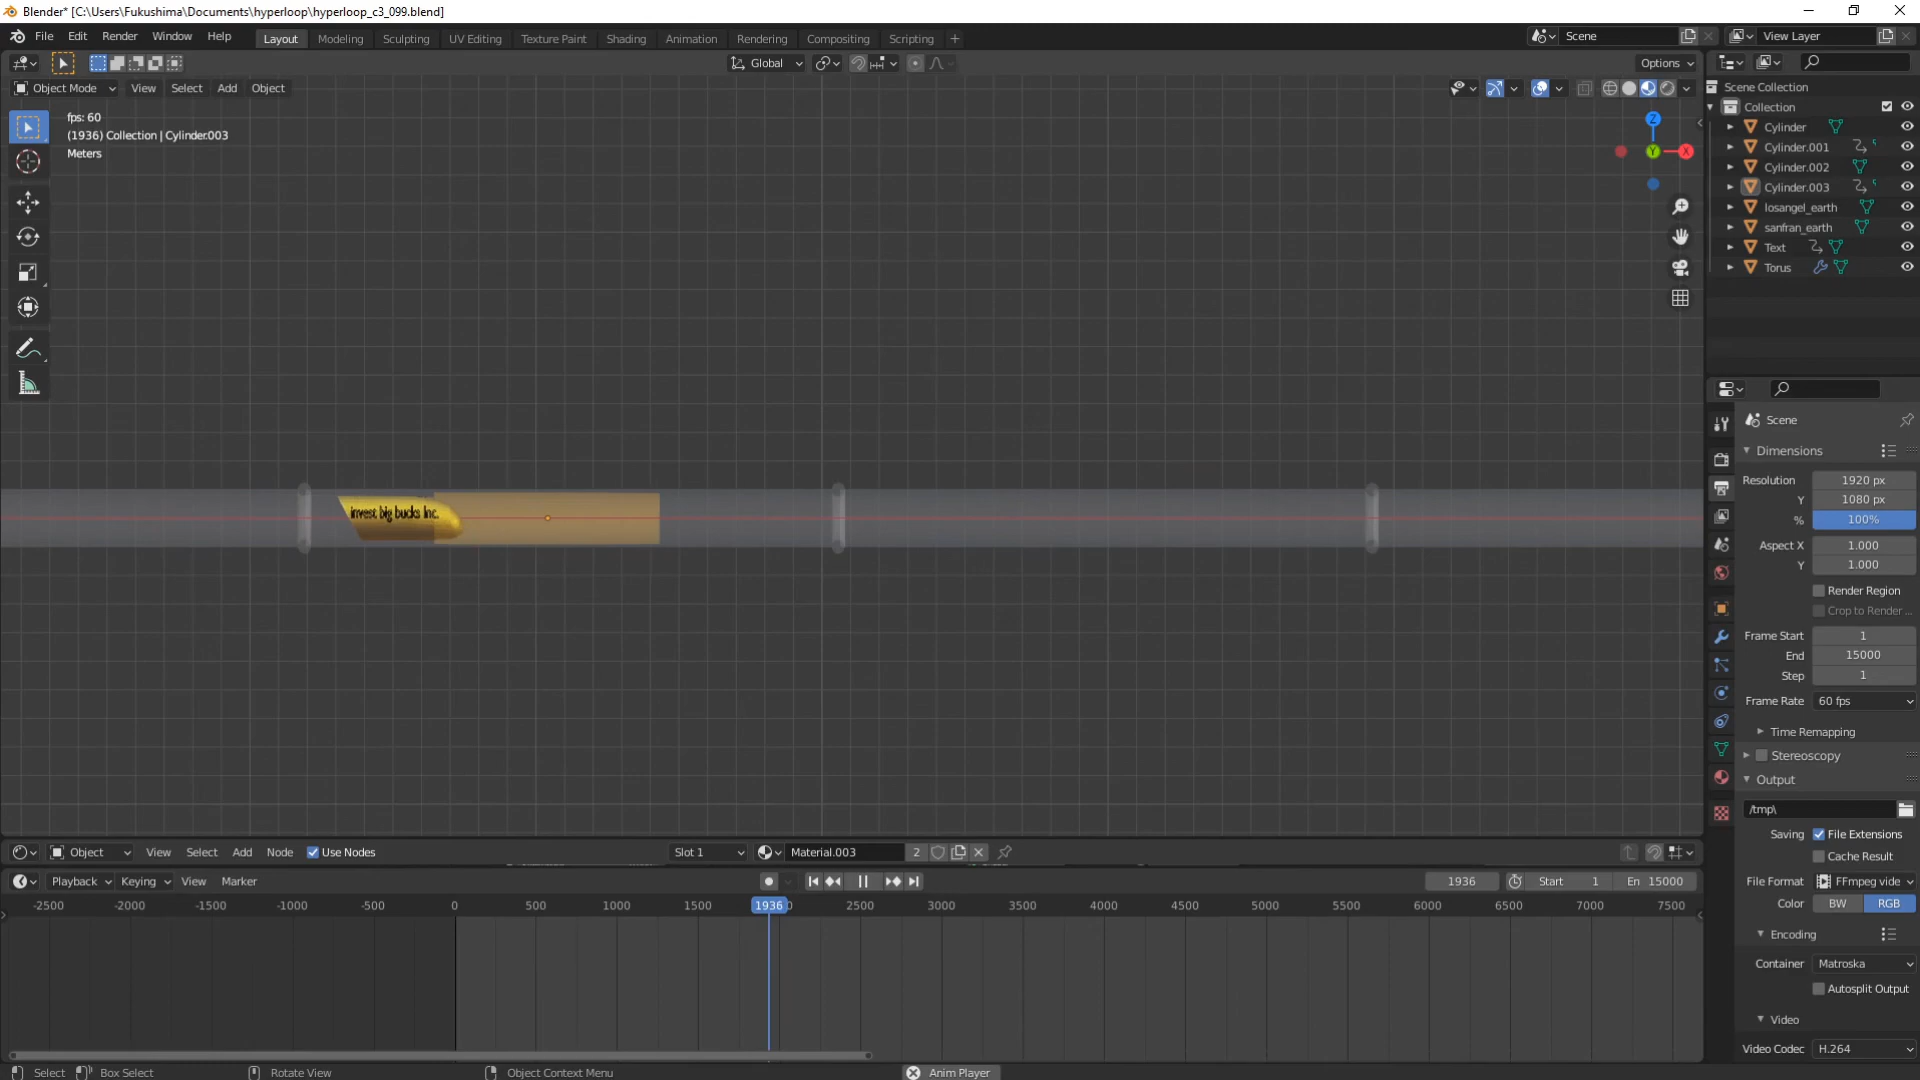 Blender* [C:\Users\Fukushima\Documents\hyperloop\hyperloop_c3_099.blend]
File Edit Render Window Help Layout Modeling Sculpting UV Editing Texture Paint Shading Animation Rendering Compositing Scripting + Scene View Layer
Global Options
Object Mode View Select Add Object
fps: 60
(1936) Collection | Cylinder.003
Meters
Z
Y X
invest big bucks Inc.
Scene Collection
Collection
Cylinder
Cylinder.001
Cylinder.002
Cylinder.003
losangel_earth
sanfran_earth
Text
Torus
Scene
Dimensions
Resolution 1920 px
Y 1080 px
% 100%
Aspect X 1.000
Y 1.000
Render Region
Crop to Render ...
Frame Start 1
End 15000
Step 1
Frame Rate 60 fps
Time Remapping
Stereoscopy
Output
/tmp\
Saving File Extensions
Cache Result
File Format FFmpeg vide
Color BW RGB
Encoding
Container Matroska
Autosplit Output
Video
Video Codec H.264
Object View Select Add Node Use Nodes Slot 1 Material.003 2
Playback Keying View Marker 1936 Start 1 En 15000
-2500 -2000 -1500 -1000 -500 0 500 1000 1500 1936 2500 3000 3500 4000 4500 5000 5500 6000 6500 7000 7500
Select Box Select Rotate View Object Context Menu Anim Player